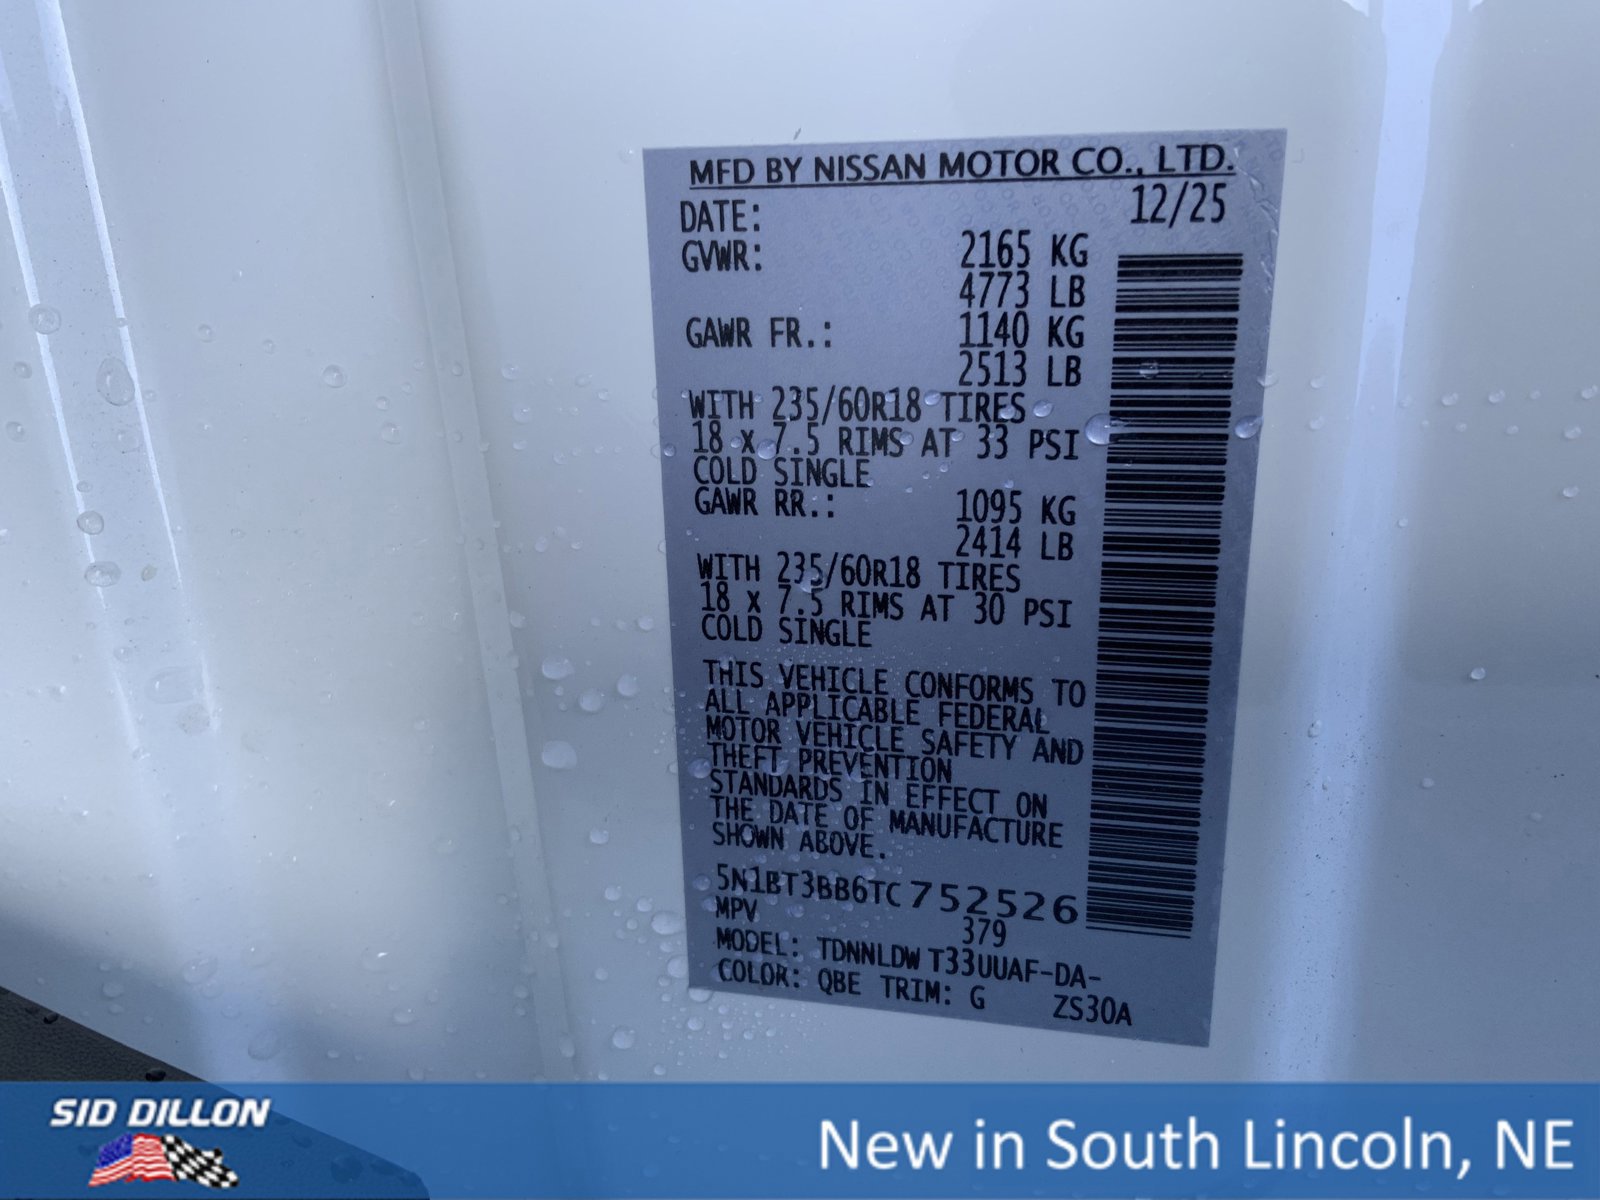 MFD BY NISSAN MOTOR CO., LTD.
DATE: 12/25
GVWR: 2165 KG
4773 LB
GAWR FR.: 1140 KG
2513 LB
WITH 235/60R18 TIRES
18 x 7.5 RIMS AT 33 PSI
COLD SINGLE
GAWR RR.: 1095 KG
2414 LB
WITH 235/60R18 TIRES
18 x 7.5 RIMS AT 30 PSI
COLD SINGLE
THIS VEHICLE CONFORMS TO
ALL APPLICABLE FEDERAL
MOTOR VEHICLE SAFETY AND
THEFT PREVENTION
STANDARDS IN EFFECT ON
THE DATE OF MANUFACTURE
SHOWN ABOVE.
5N1BT3BB6TC752526
MPV 379
MODEL: TDNNLDWT33UUAF-DA-
COLOR: QBE TRIM: G ZS30A
SID DILLON
New in South Lincoln, NE